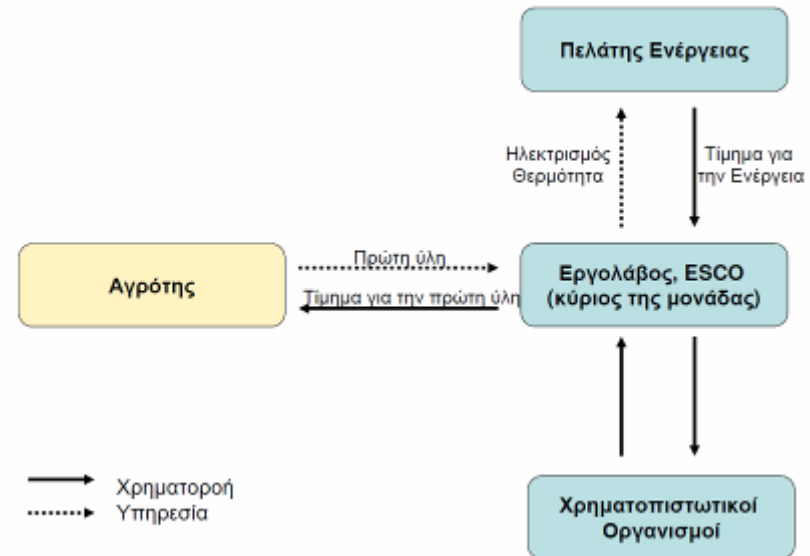 Πελάτης Ενέργειας
Ηλεκτρισμός
Θερμότητα
Τίμημα για
την Ενέργεια
Αγρότης
Πρώτη ύλη
Τίμημα για την πρώτη ύλη
Εργολάβος, ESCO
(κύριος της μονάδας)
Χρηματοροή
Υπηρεσία
Χρηματοπιστωτικοί
Οργανισμοί